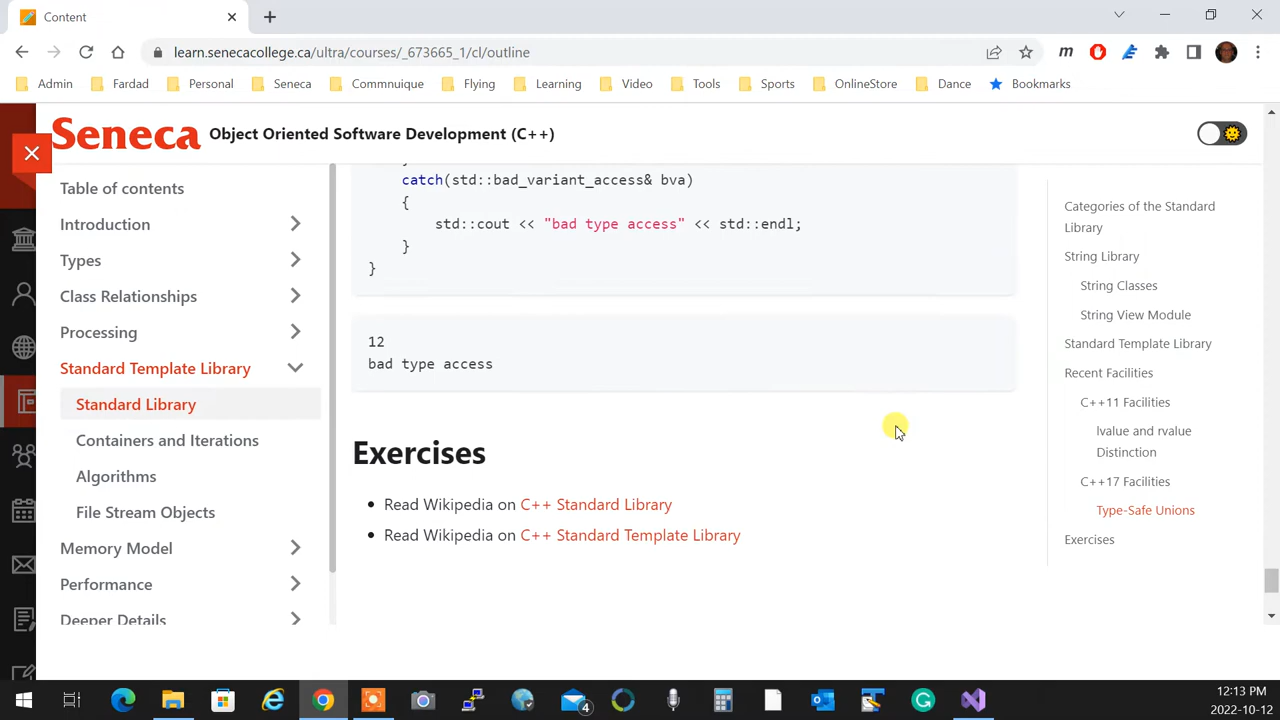 Content
learn.senecacollege.ca/ultra/courses/_673665_1/cl/outline
m
Admin Fardad Personal Seneca Commnuique Flying Learning Video Tools Sports OnlineStore Dance Bookmarks
Seneca Object Oriented Software Development (C++)
Table of contents
Introduction
Types
Class Relationships
Processing
Standard Template Library
Standard Library
Containers and Iterations
Algorithms
File Stream Objects
Memory Model
Performance
Deeper Details
}
catch(std::bad_variant_access& bva)
{
std::cout << "bad type access" << std::endl;
}
}
12
bad type access
Exercises
• Read Wikipedia on C++ Standard Library
• Read Wikipedia on C++ Standard Template Library
Categories of the Standard
Library
String Library
String Classes
String View Module
Standard Template Library
Recent Facilities
C++11 Facilities
lvalue and rvalue
Distinction
C++17 Facilities
Type-Safe Unions
Exercises
4
12:13 PM
2022-10-12